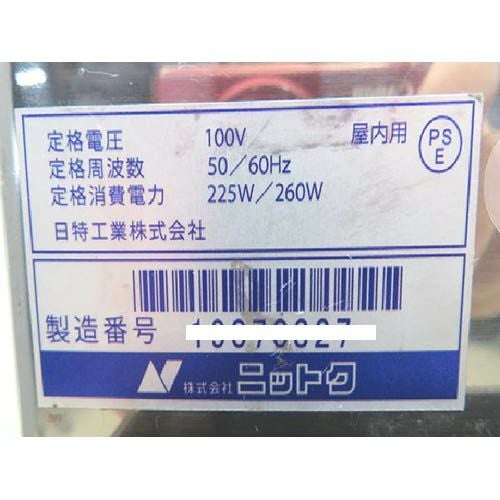 定格電圧 100V 屋内用 PSE
定格周波数 50／60Hz
定格消費電力 225W／260W
日特工業株式会社
製造番号
株式会社 ニットク